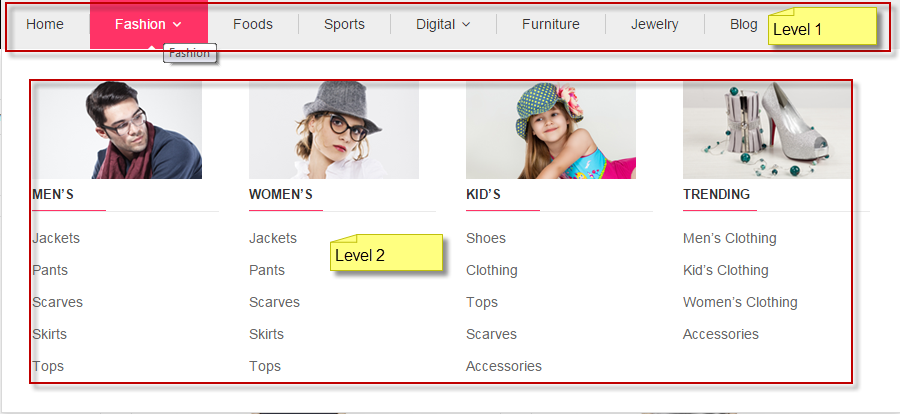 Home Fashion Foods Sports Digital Furniture Jewelry Blog Level 1
Fashion
MEN’S WOMEN’S KID’S TRENDING
Jackets Jackets Shoes Men’s Clothing
Level 2
Pants Pants Clothing Kid’s Clothing
Scarves Scarves Tops Women’s Clothing
Skirts Skirts Scarves Accessories
Tops Tops Accessories